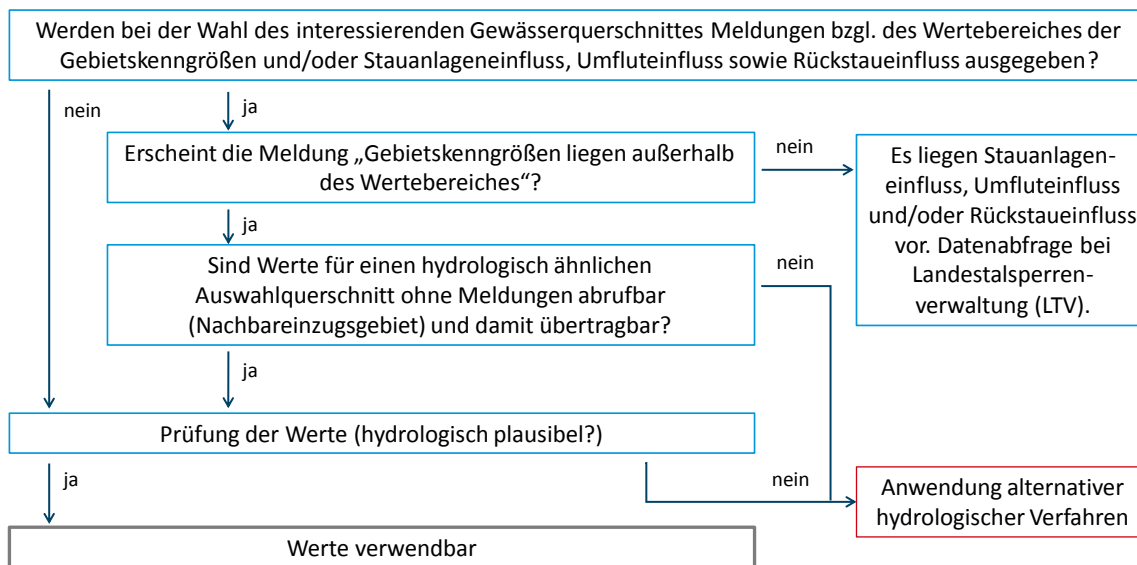 Werden bei der Wahl des interessierenden Gewässerquerschnittes Meldungen bzgl. des Wertebereiches der
Gebietskenngrößen und/oder Stauanlageneinfluss, Umfluteinfluss sowie Rückstaueinfluss ausgegeben?
nein
ja
Erscheint die Meldung „Gebietskenngrößen liegen außerhalb
des Wertebereiches“?
nein
Es liegen Stauanlagen-
einfluss, Umfluteinfluss
und/oder Rückstaueinfluss
vor. Datenabfrage bei
Landestalsperren-
verwaltung (LTV).
ja
Sind Werte für einen hydrologisch ähnlichen
Auswahlquerschnitt ohne Meldungen abrufbar
(Nachbareinzugsgebiet) und damit übertragbar?
nein
ja
Prüfung der Werte (hydrologisch plausibel?)
ja
nein
Anwendung alternativer
hydrologischer Verfahren
Werte verwendbar